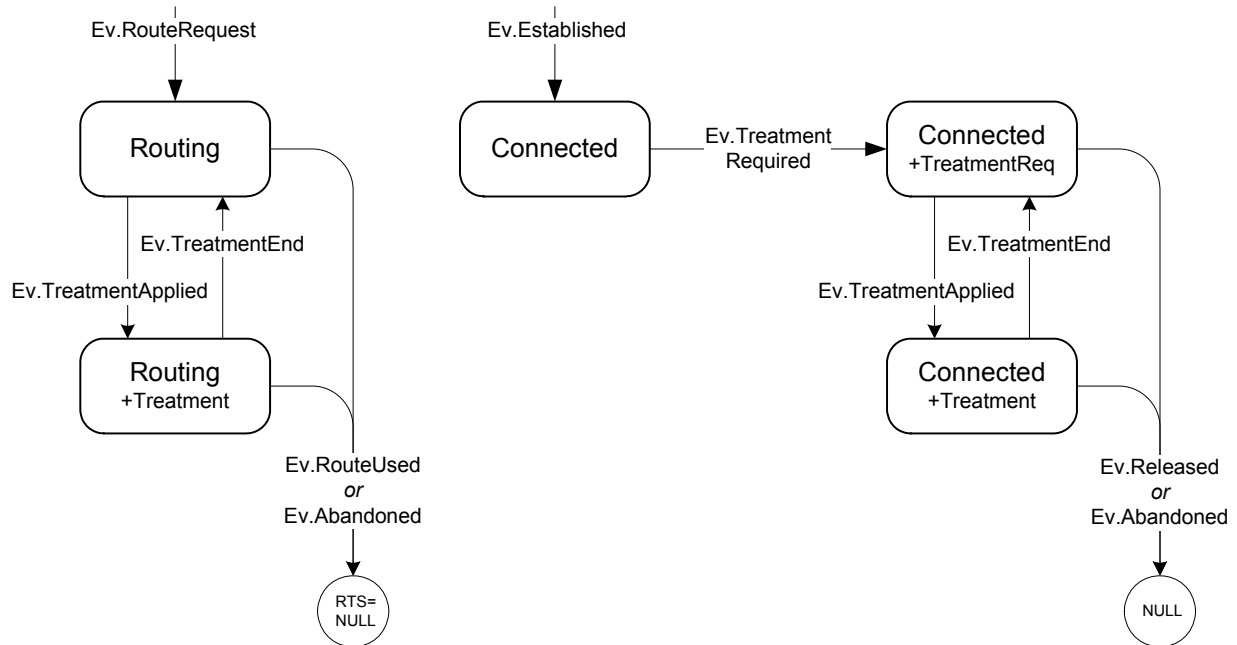 Ev.RouteRequest
Routing
Ev.TreatmentEnd
Ev.TreatmentApplied
Routing
+Treatment
Ev.RouteUsed
or
Ev.Abandoned
RTS=
NULL
Ev.Established
Connected
Ev.Treatment
Required
Connected
+TreatmentReq
Ev.TreatmentEnd
Ev.TreatmentApplied
Connected
+Treatment
Ev.Released
or
Ev.Abandoned
NULL